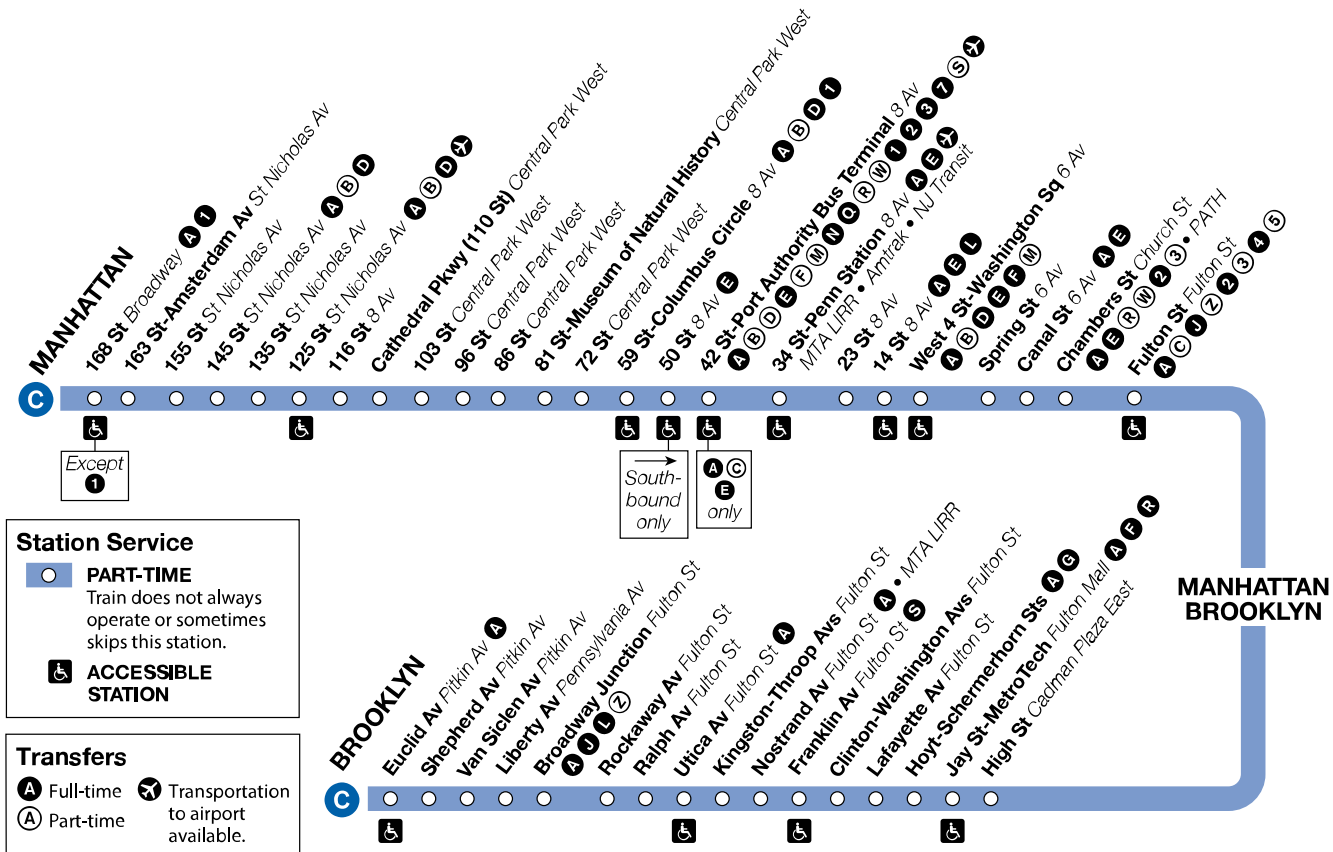 MANHATTAN
168 St Broadway A 1
163 St-Amsterdam Av St Nicholas Av
155 St St Nicholas Av
145 St St Nicholas Av A B D
135 St St Nicholas Av
125 St St Nicholas Av A B D
116 St 8 Av
Cathedral Pkwy (110 St) Central Park West
103 St Central Park West
96 St Central Park West
86 St Central Park West
81 St-Museum of Natural History Central Park West
72 St Central Park West
59 St-Columbus Circle 8 Av A B D 1
50 St 8 Av E
42 St-Port Authority Bus Terminal 8 Av
A B D E F M N Q R W 1 2 3 7 S
34 St-Penn Station 8 Av A E
MTA LIRR • Amtrak • NJ Transit
23 St 8 Av
14 St 8 Av A E L
West 4 St-Washington Sq 6 Av
A B D E F M
Spring St 6 Av
Canal St 6 Av A E
Chambers St Church St
A E R W 2 3 • PATH
Fulton St Fulton St
A C J Z 2 3 4 5
C
Except
1
South-
bound
only
A C
E
only
MANHATTAN
BROOKLYN
Station Service
PART-TIME
Train does not always
operate or sometimes
skips this station.
ACCESSIBLE
STATION
Transfers
A Full-time
A Part-time
Transportation
to airport
available.
BROOKLYN
Euclid Av Pitkin Av A
Shepherd Av Pitkin Av
Van Siclen Av Pitkin Av
Liberty Av Pennsylvania Av
Broadway Junction Fulton St
A J L Z
Rockaway Av Fulton St
Ralph Av Fulton St
Utica Av Fulton St A
Kingston-Throop Avs Fulton St
Nostrand Av Fulton St A • MTA LIRR
Franklin Av Fulton St S
Clinton-Washington Avs Fulton St
Lafayette Av Fulton St
Hoyt-Schermerhorn Sts A G
Jay St-MetroTech Fulton Mall A F R
High St Cadman Plaza East
C